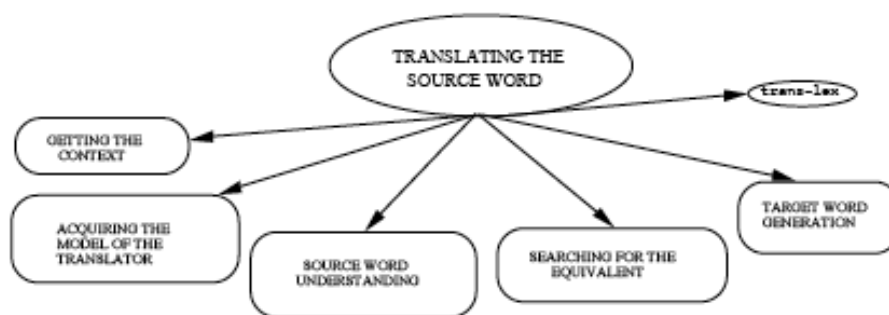 TRANSLATING THE
SOURCE WORD
trans-lex
GETTING THE
CONTEXT
ACQUIRING THE
MODEL OF THE
TRANSLATOR
SOURCE WORD
UNDERSTANDING
SEARCHING FOR THE
EQUIVALENT
TARGET WORD
GENERATION